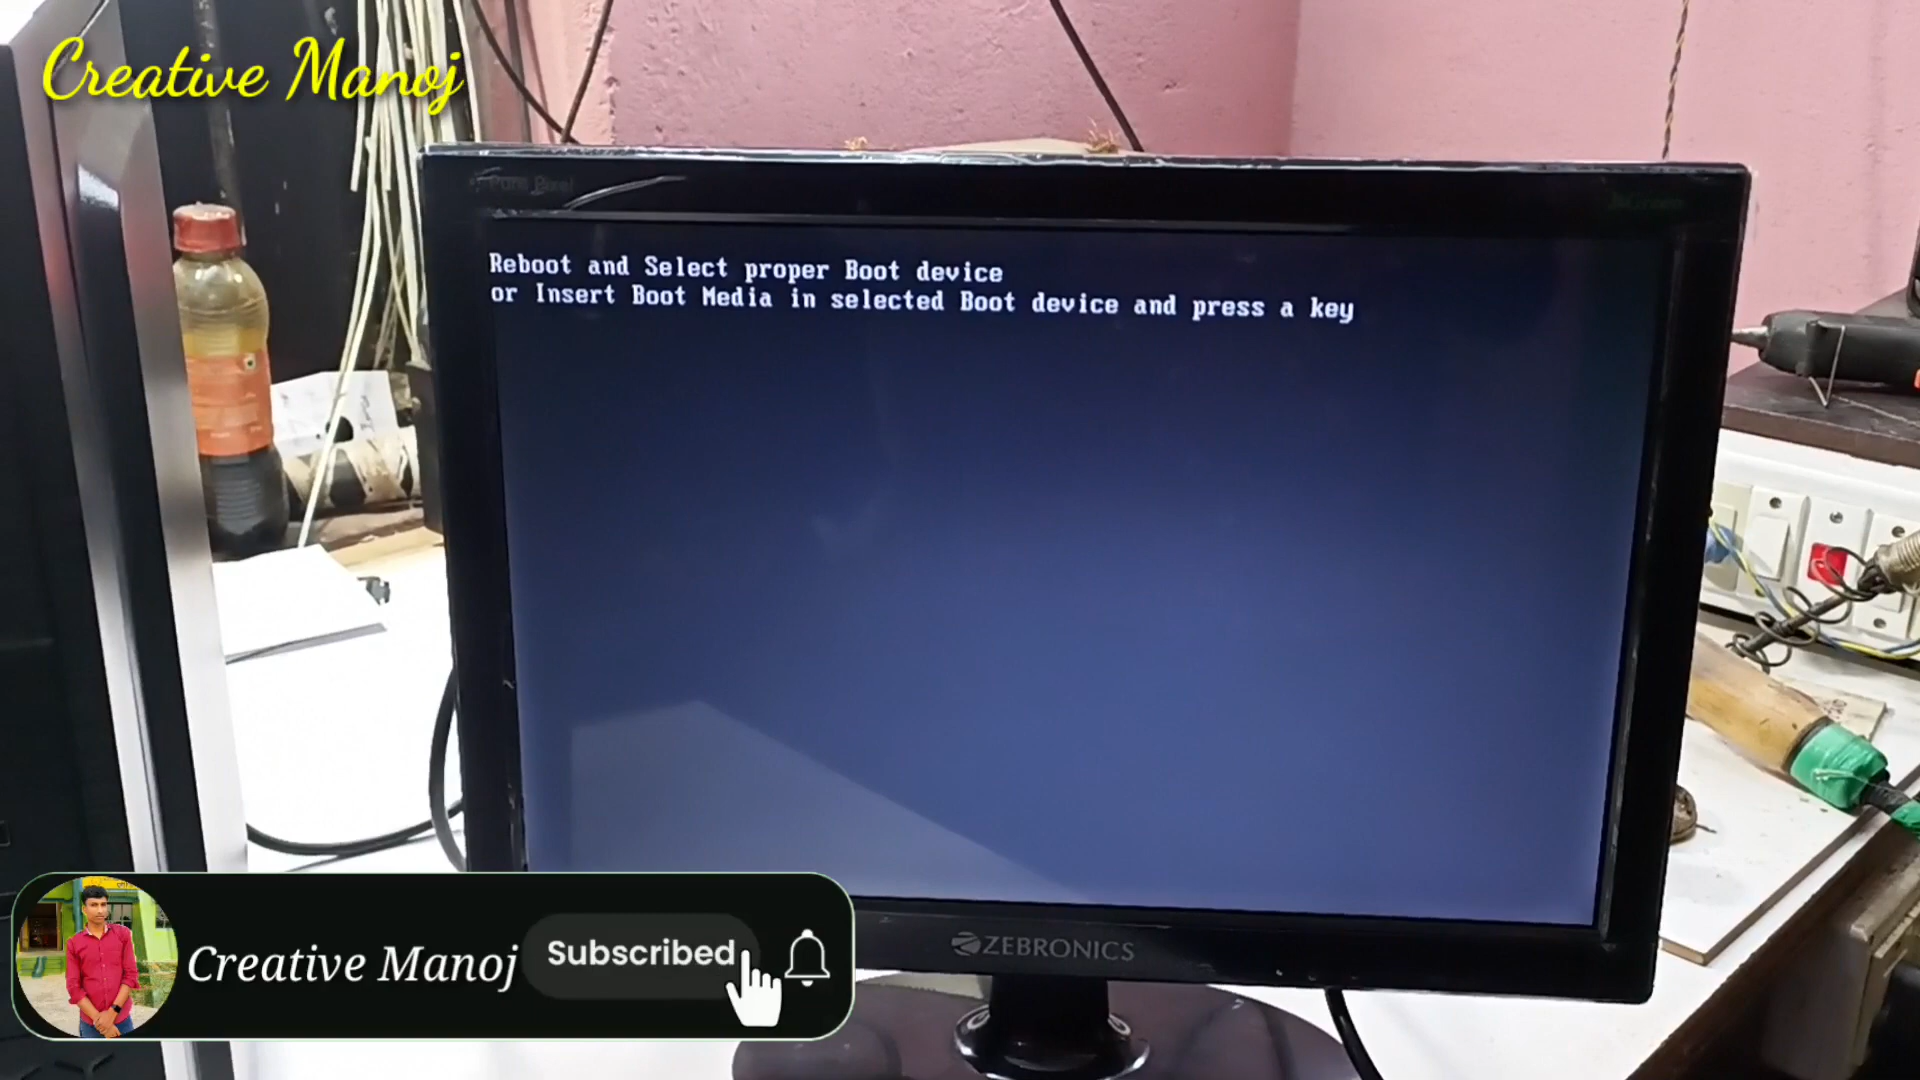 Creative Manoj
Reboot and Select proper Boot device
or Insert Boot Media in selected Boot device and press a key
ZEBRONICS
Creative Manoj
Subscribed